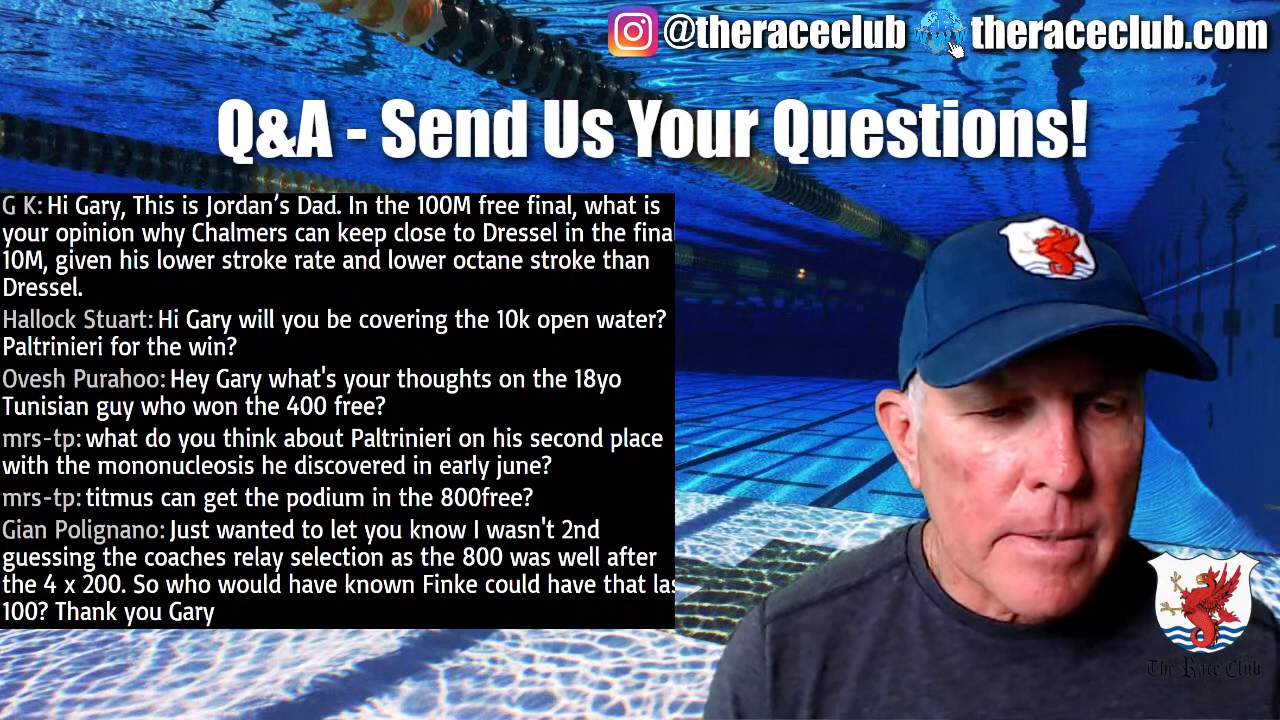 @theraceclub www theraceclub.com
Q&A - Send Us Your Questions!
G K: Hi Gary, This is Jordan's Dad. In the 100M free final, what is
your opinion why Chalmers can keep close to Dressel in the final
10M, given his lower stroke rate and lower octane stroke than
Dressel.
Hallock Stuart: Hi Gary will you be covering the 10k open water?
Paltrinieri for the win?
Ovesh Purahoo: Hey Gary what's your thoughts on the 18yo
Tunisian guy who won the 400 free?
mrs-tp: what do you think about Paltrinieri on his second place
with the mononucleosis he discovered in early june?
mrs-tp: titmus can get the podium in the 800free?
Gian Polignano: Just wanted to let you know I wasn't 2nd
guessing the coaches relay selection as the 800 was well after
the 4 x 200. So who would have known Finke could have that las
100? Thank you Gary
The Race Club